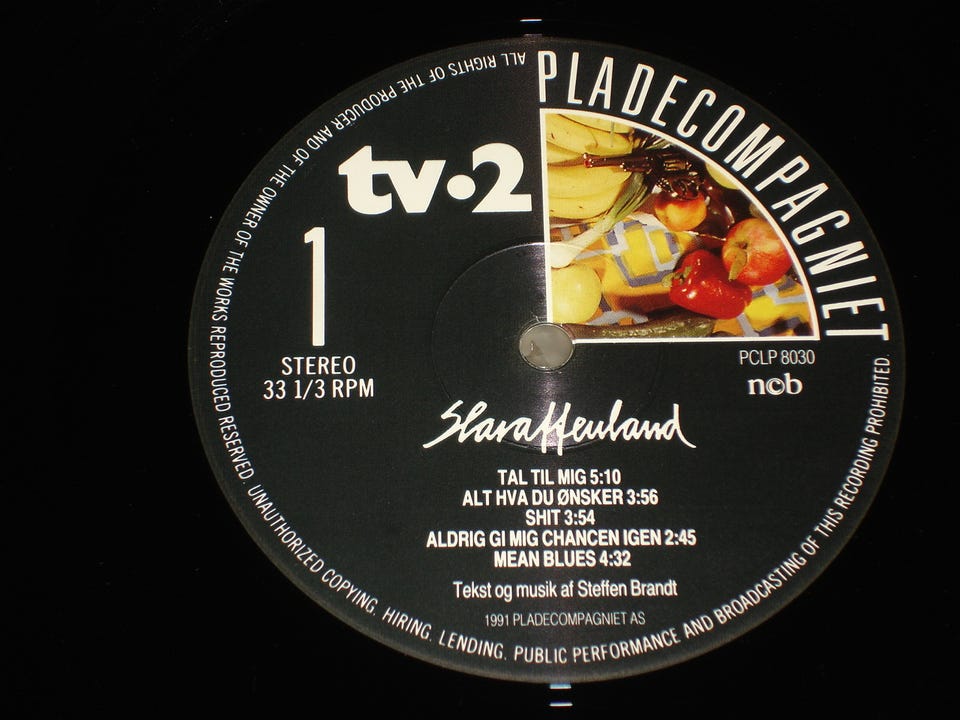 PLADECOMPAGNIET
tv·2
1
STEREO
33 1/3 RPM
PCLP 8030
n©b
Slaraffenland
TAL TIL MIG 5:10
ALT HVA DU ØNSKER 3:56
SHIT 3:54
ALDRIG GI MIG CHANCEN IGEN 2:45
MEAN BLUES 4:32
Tekst og musik af Steffen Brandt
1991 PLADECOMPAGNIET AS
ALL RIGHTS OF THE PRODUCER AND OF THE OWNER OF THE WORKS REPRODUCED RESERVED. UNAUTHORIZED COPYING. HIRING. LENDING. PUBLIC PERFORMANCE AND BROADCASTING OF THIS RECORDING PROHIBITED.